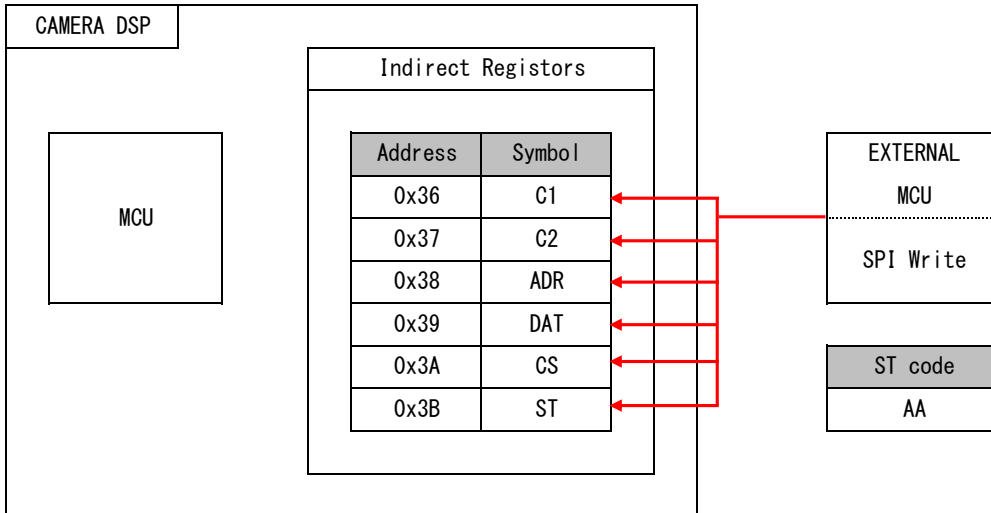 CAMERA DSP
Indirect Registors
MCU
Address Symbol
0x36 C1
0x37 C2
0x38 ADR
0x39 DAT
0x3A CS
0x3B ST
EXTERNAL
MCU
SPI Write
ST code
AA